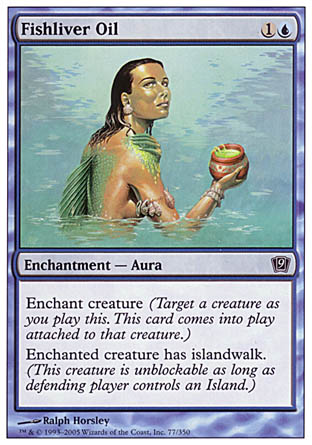 Fishliver Oil 1
Enchantment — Aura 9
Enchant creature (Target a creature as
you play this. This card comes into play
attached to that creature.)
Enchanted creature has islandwalk.
(This creature is unblockable as long as
defending player controls an Island.)
Ralph Horsley
™ & © 1993–2005 Wizards of the Coast, Inc. 77/350